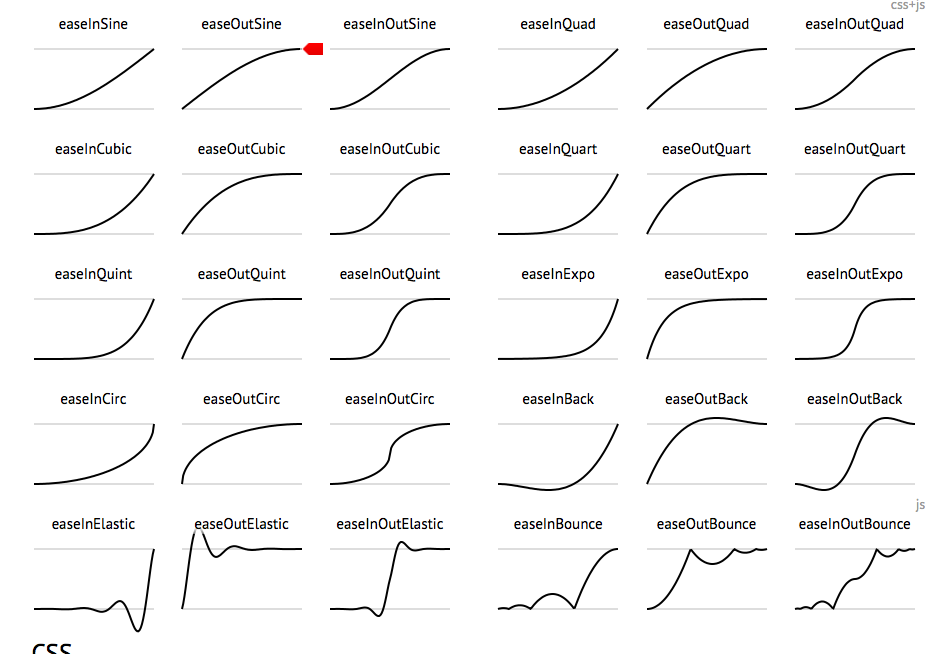 css+js
easeInSine easeOutSine easeInOutSine easeInQuad easeOutQuad easeInOutQuad
easeInCubic easeOutCubic easeInOutCubic easeInQuart easeOutQuart easeInOutQuart
easeInQuint easeOutQuint easeInOutQuint easeInExpo easeOutExpo easeInOutExpo
easeInCirc easeOutCirc easeInOutCirc easeInBack easeOutBack easeInOutBack
js
easeInElastic easeOutElastic easeInOutElastic easeInBounce easeOutBounce easeInOutBounce
CSS